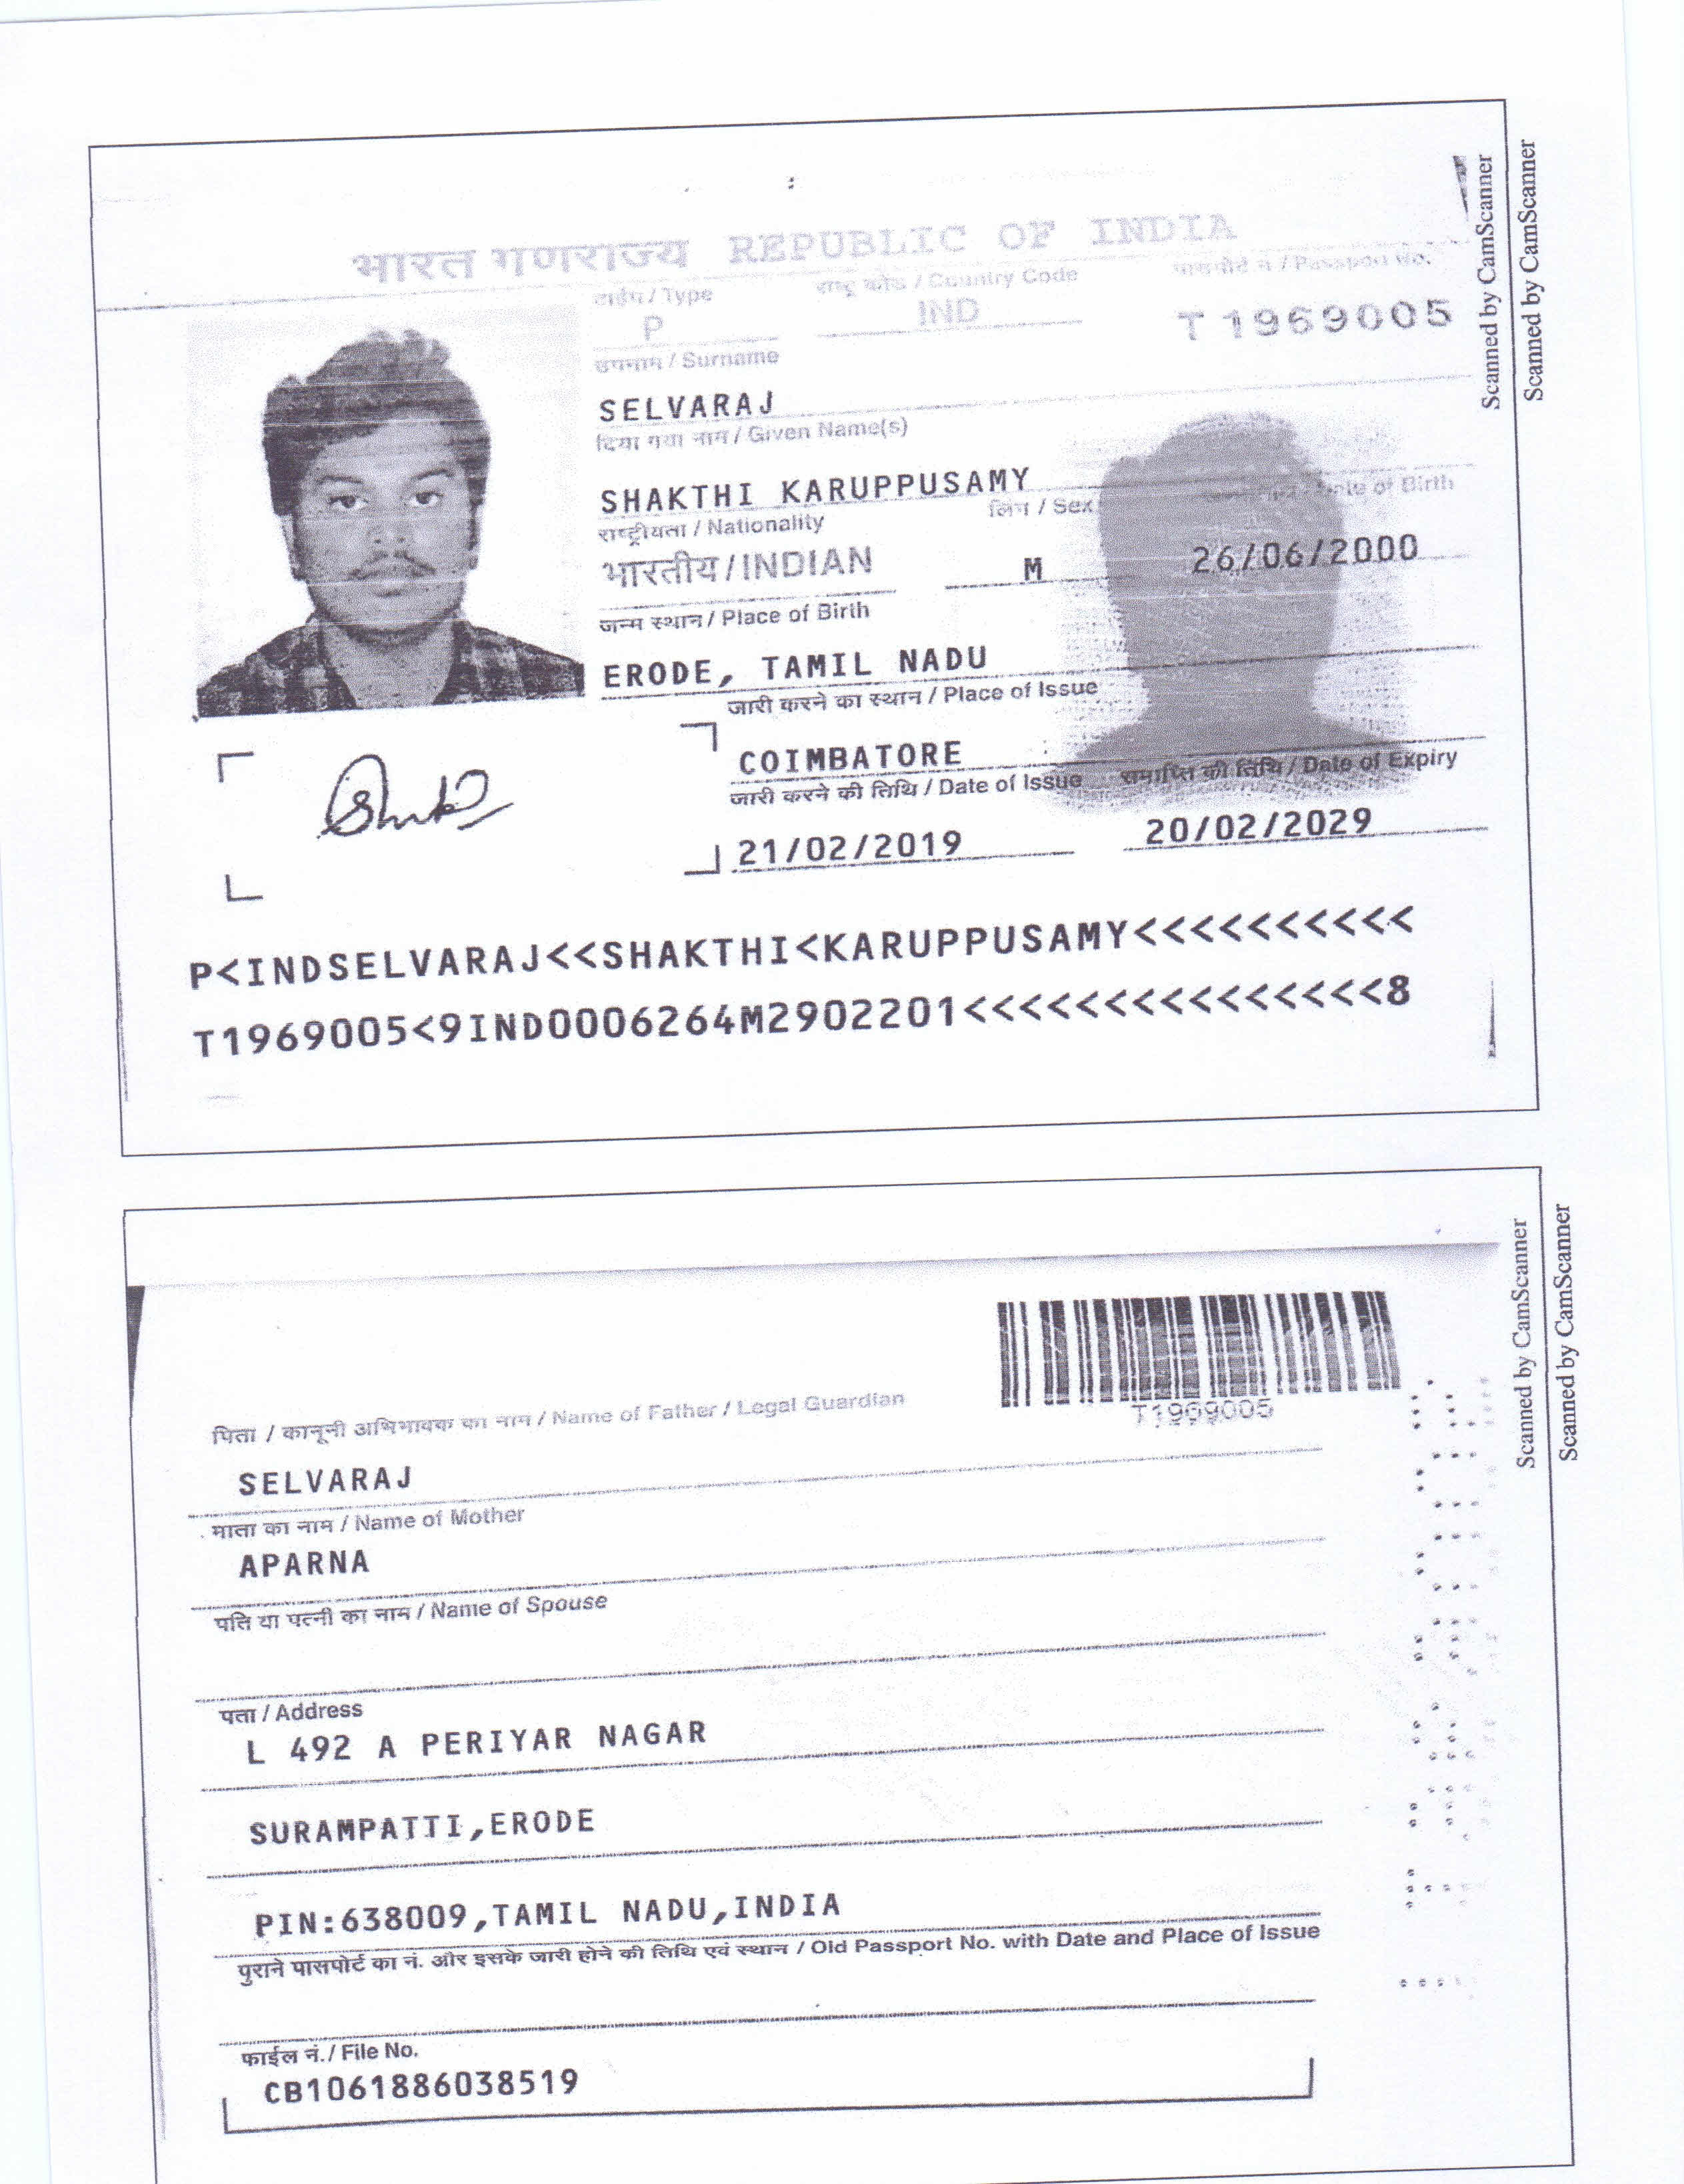 भारत गणराज्य REPUBLIC OF INDIA
टाईप / Type
राष्ट्र कोड / Country Code
पासपोर्ट न / Passport No.
P
IND
T 1969005
उपनाम / Surname
SELVARAJ
दिया गया नाम / Given Name(s)
SHAKTHI KARUPPUSAMY
राष्ट्रीयता / Nationality
लिंग / Sex
Date of Birth
भारतीय / INDIAN
M
26/06/2000
जन्म स्थान / Place of Birth
ERODE, TAMIL NADU
जारी करने का स्थान / Place of Issue
COIMBATORE
जारी करने की तिथि / Date of Issue
समाप्ति की तिथि / Date of Expiry
21/02/2019
20/02/2029
P<INDSELVARAJ<<SHAKTHI<KARUPPUSAMY<<<<<<<<<<
T1969005<9IND0006264M2902201<<<<<<<<<<<<<<<8
Scanned by CamScanner
Scanned by CamScanner
T1969005
पिता / कानूनी अभिभावक का नाम / Name of Father / Legal Guardian
SELVARAJ
माता का नाम / Name of Mother
APARNA
पति या पत्नी का नाम / Name of Spouse
पता / Address
L 492 A PERIYAR NAGAR
SURAMPATTI,ERODE
PIN:638009,TAMIL NADU,INDIA
पुराने पासपोर्ट का नं. और इसके जारी होने की तिथि एवं स्थान / Old Passport No. with Date and Place of Issue
फाईल नं. / File No.
CB1061886038519
Scanned by CamScanner
Scanned by CamScanner